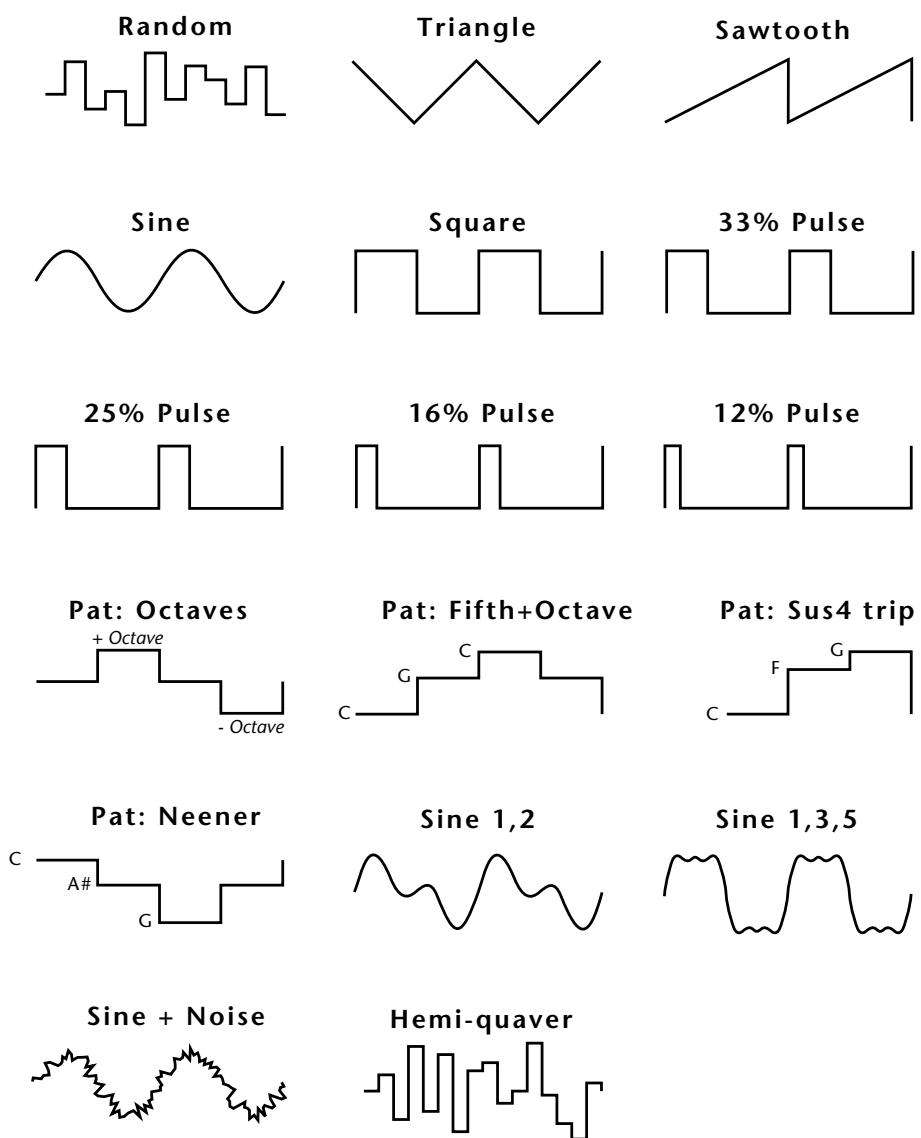 Random
Triangle
Sawtooth
Sine
Square
33% Pulse
25% Pulse
16% Pulse
12% Pulse
Pat: Octaves
+ Octave
- Octave
Pat: Fifth+Octave
C
G
C
Pat: Sus4 trip
G
F
C
Pat: Neener
C
A#
G
Sine 1,2
Sine 1,3,5
Sine + Noise
Hemi-quaver